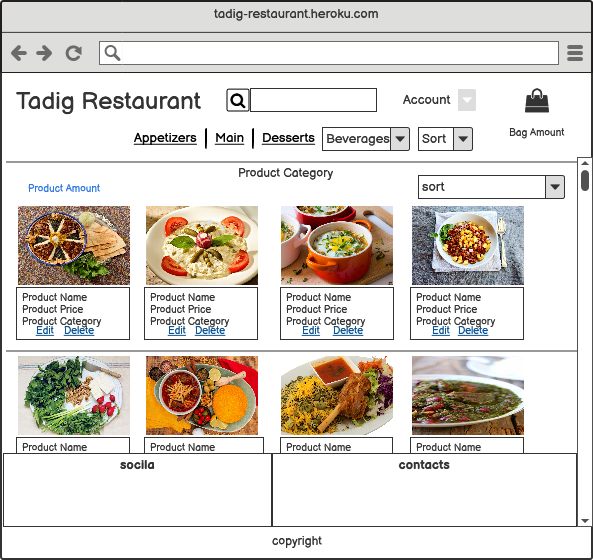 tadig-restaurant.heroku.com
Tadig Restaurant
Account
Bag Amount
Appetizers Main Desserts Beverages Sort
Product Category
Product Amount
sort
Product Name
Product Price
Product Category
Edit Delete
Product Name
Product Price
Product Category
Edit Delete
Product Name
Product Price
Product Category
Edit Delete
Product Name
Product Price
Product Category
Edit Delete
Product Name
Product Name
Product Name
Product Name
socila
contacts
copyright